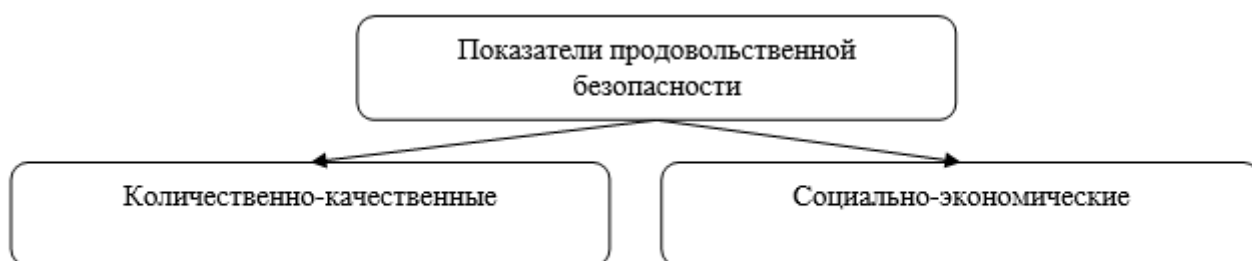 Показатели продовольственной
безопасности
Количественно-качественные
Социально-экономические